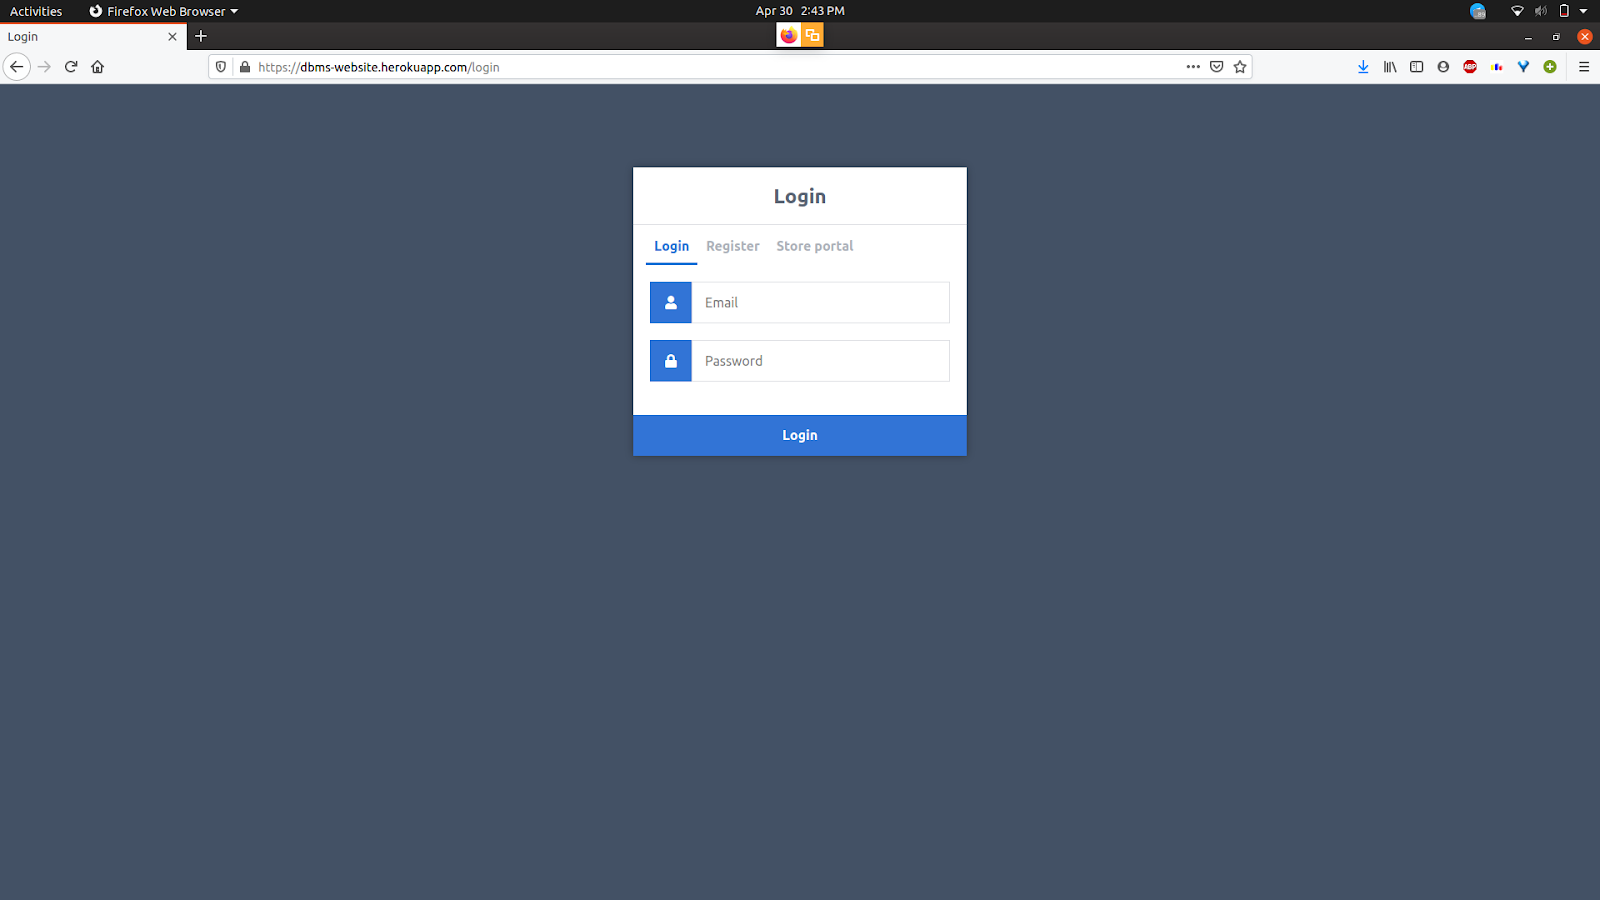 Activities Firefox Web Browser Apr 30 2:43 PM
Login
https://dbms-website.herokuapp.com/login
ABP
Login
Login Register Store portal
Email
Password
Login